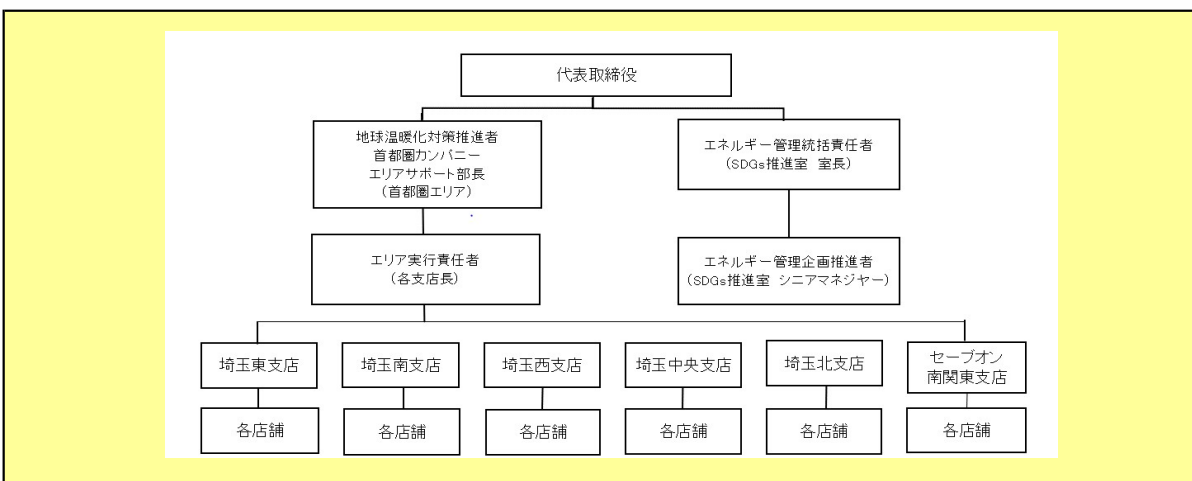 代表取締役
地球温暖化対策推進者
首都圏カンパニー
エリアサポート部長
(首都圏エリア)
エネルギー管理統括責任者
(SDGs推進室 室長)
エリア実行責任者
(各支店長)
エネルギー管理企画推進者
(SDGs推進室 シニアマネジャー)
埼玉東支店
埼玉南支店
埼玉西支店
埼玉中央支店
埼玉北支店
セーブオン
南関東支店
各店舗
各店舗
各店舗
各店舗
各店舗
各店舗